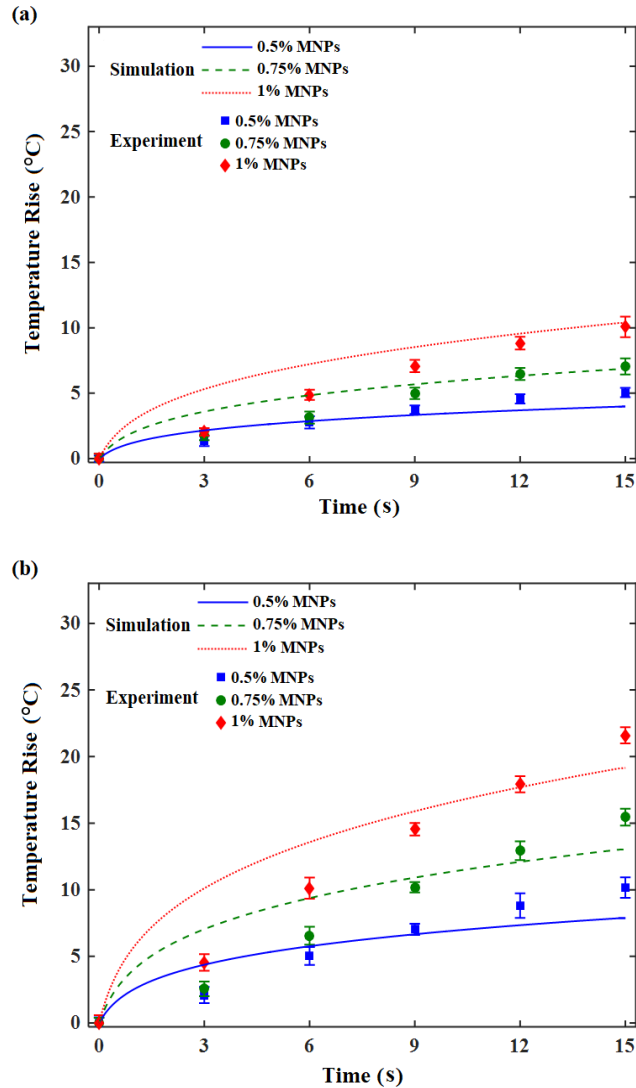 (a)
0.5% MNPs
Simulation
0.75% MNPs
1% MNPs
0.5% MNPs
Experiment
0.75% MNPs
1% MNPs
30
25
20
15
10
5
0
Temperature Rise (°C)
0 3 6 9 12 15
Time (s)
(b)
0.5% MNPs
Simulation
0.75% MNPs
1% MNPs
0.5% MNPs
Experiment
0.75% MNPs
1% MNPs
30
25
20
15
10
5
0
Temperature Rise (°C)
0 3 6 9 12 15
Time (s)